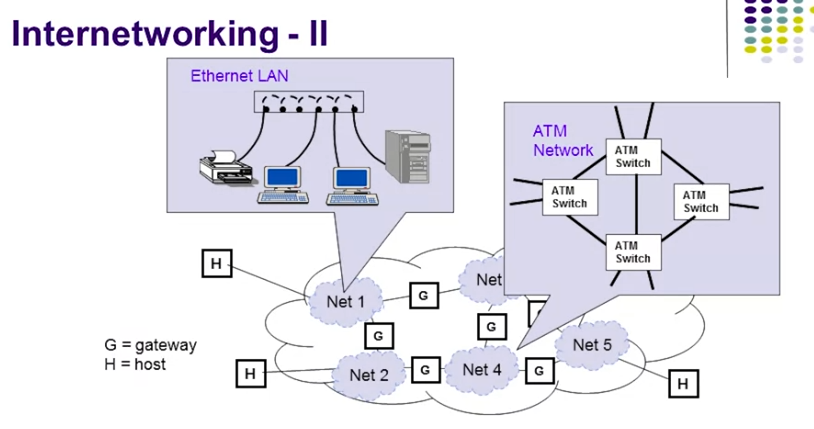 Internetworking - II
Ethernet LAN
ATM
Network
ATM
Switch
ATM
Switch
ATM
Switch
ATM
Switch
H
Net 1
G
Net
G
G
G = gateway
H = host
H
Net 2
G
Net 4
G
Net 5
H